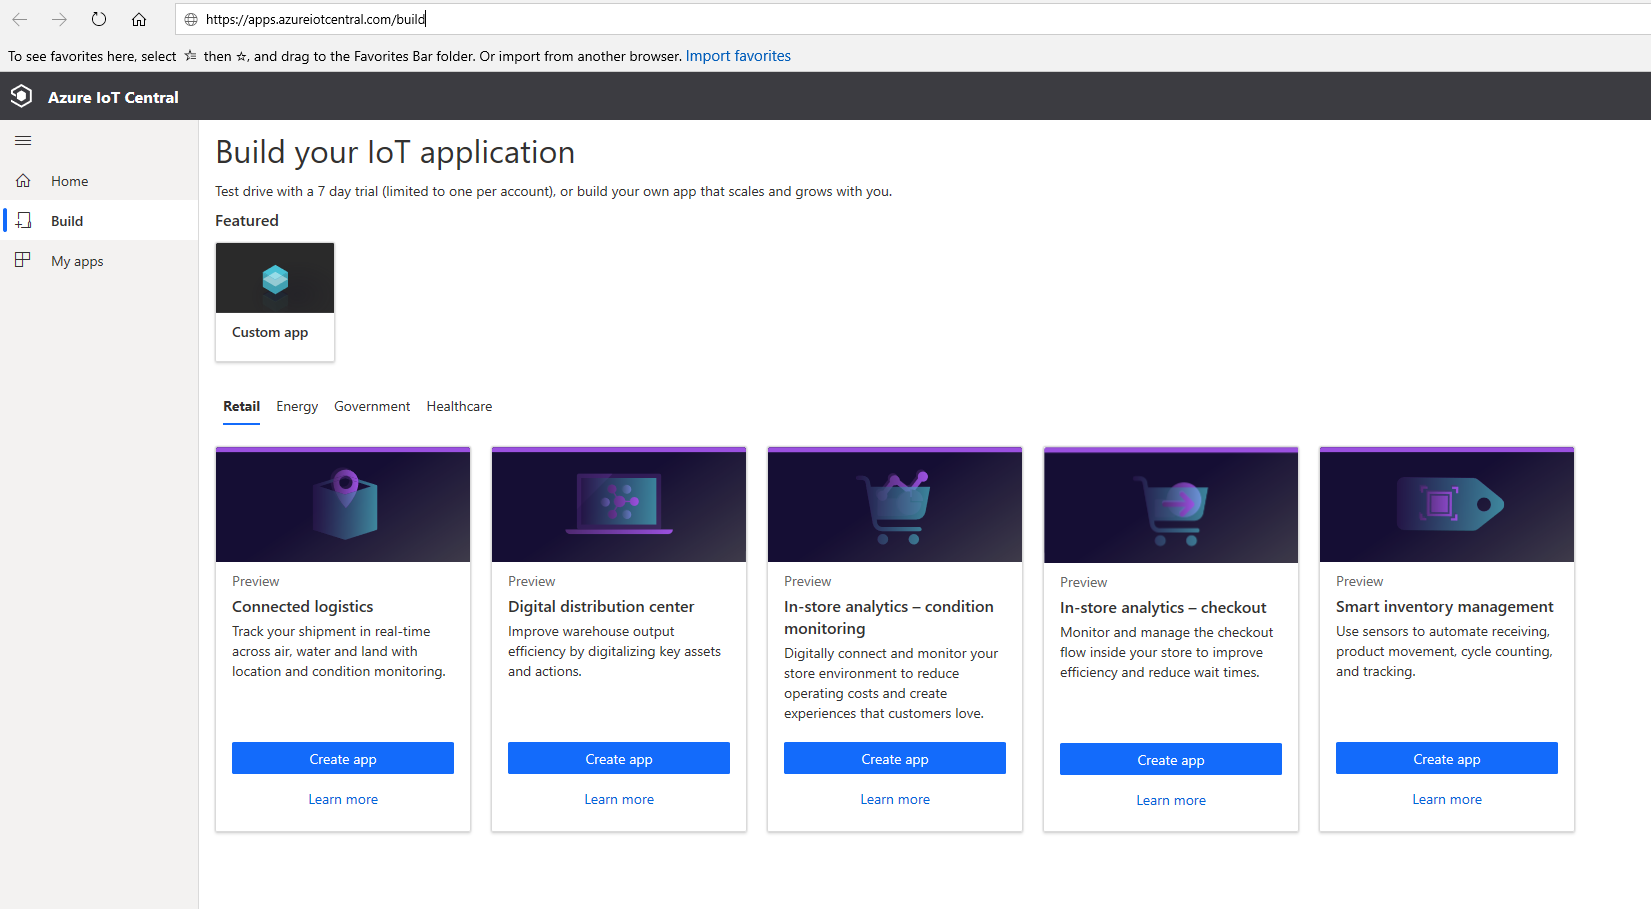 https://apps.azureiotcentral.com/build
To see favorites here, select then ☆, and drag to the Favorites Bar folder. Or import from another browser. Import favorites
Azure IoT Central
Home
Build
My apps
Build your IoT application
Test drive with a 7 day trial (limited to one per account), or build your own app that scales and grows with you.
Featured
Custom app
Retail Energy Government Healthcare
Preview
Connected logistics
Track your shipment in real-time
across air, water and land with
location and condition monitoring.
Create app
Learn more
Preview
Digital distribution center
Improve warehouse output
efficiency by digitalizing key assets
and actions.
Create app
Learn more
Preview
In-store analytics – condition
monitoring
Digitally connect and monitor your
store environment to reduce
operating costs and create
experiences that customers love.
Create app
Learn more
Preview
In-store analytics – checkout
Monitor and manage the checkout
flow inside your store to improve
efficiency and reduce wait times.
Create app
Learn more
Preview
Smart inventory management
Use sensors to automate receiving,
product movement, cycle counting,
and tracking.
Create app
Learn more